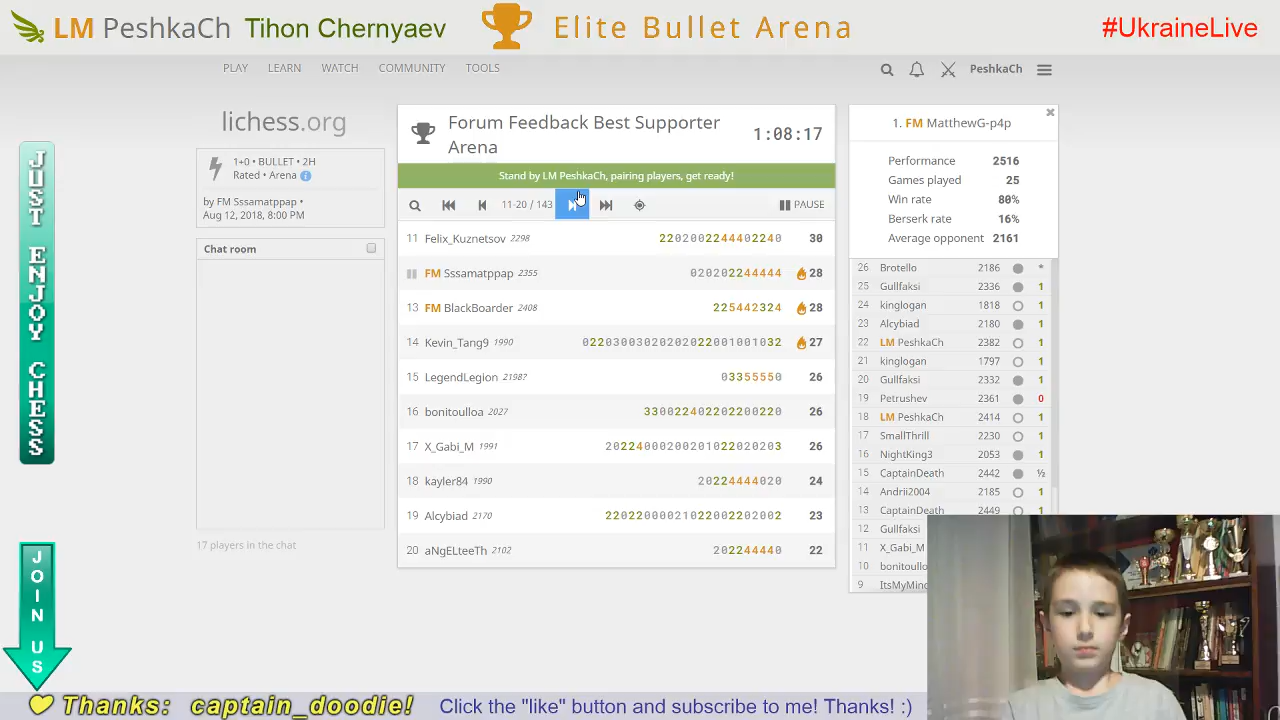 LM PeshkaCh Tihon Chernyaev
Elite Bullet Arena
#UkraineLive
PLAY LEARN WATCH COMMUNITY TOOLS
PeshkaCh
lichess.org
1+0 • BULLET • 2H
Rated • Arena
by FM Sssamatppap -
Aug 12, 2018, 8:00 PM
Chat room
17 players in the chat
Forum Feedback Best Supporter
Arena
1:08:17
Stand by LM PeshkaCh, pairing players, get ready!
11-20 / 143
PAUSE
11 Felix_Kuznetsov 2298 2202002244402240 30
FM Sssamatppap 2355 020202244444 28
13 FM BlackBoarder 2408 225442324 28
14 Kevin_Tang9 1990 27
15 LegendLegion 2198? 03355550 26
16 bonitoulloa 2027 330022402202200220 26
17 X_Gabi_M 1991 26
18 kayler84 1990 20224444020 24
19 Alcybiad 2170 23
20 aNgELteeTh 2102 202244440 22
1. FM MatthewG-p4p
Performance 2516
Games played 25
Win rate 80%
Berserk rate 16%
Average opponent 2161
26 Brotello 2186 *
25 Gullfaksi 2336 1
24 kinglogan 1818 1
23 Alcybiad 2180 1
22 LM PeshkaCh 2382 1
21 kinglogan 1797 1
20 Gullfaksi 2332 1
19 Petrushev 2361 0
18 LM PeshkaCh 2414 1
17 SmallThrill 2230 1
16 NightKing3 2053 1
15 CaptainDeath 2442 ½
14 Andrii2004 2185 1
13 CaptainDeath 2449 1
12 Gullfaksi
11 X_Gabi_M
10 bonitoullo
9 ItsMyMind
JUST ENJOY CHESS
JOIN US
Thanks: captain_doodie!
Click the "like" button and subscribe to me! Thanks! :)